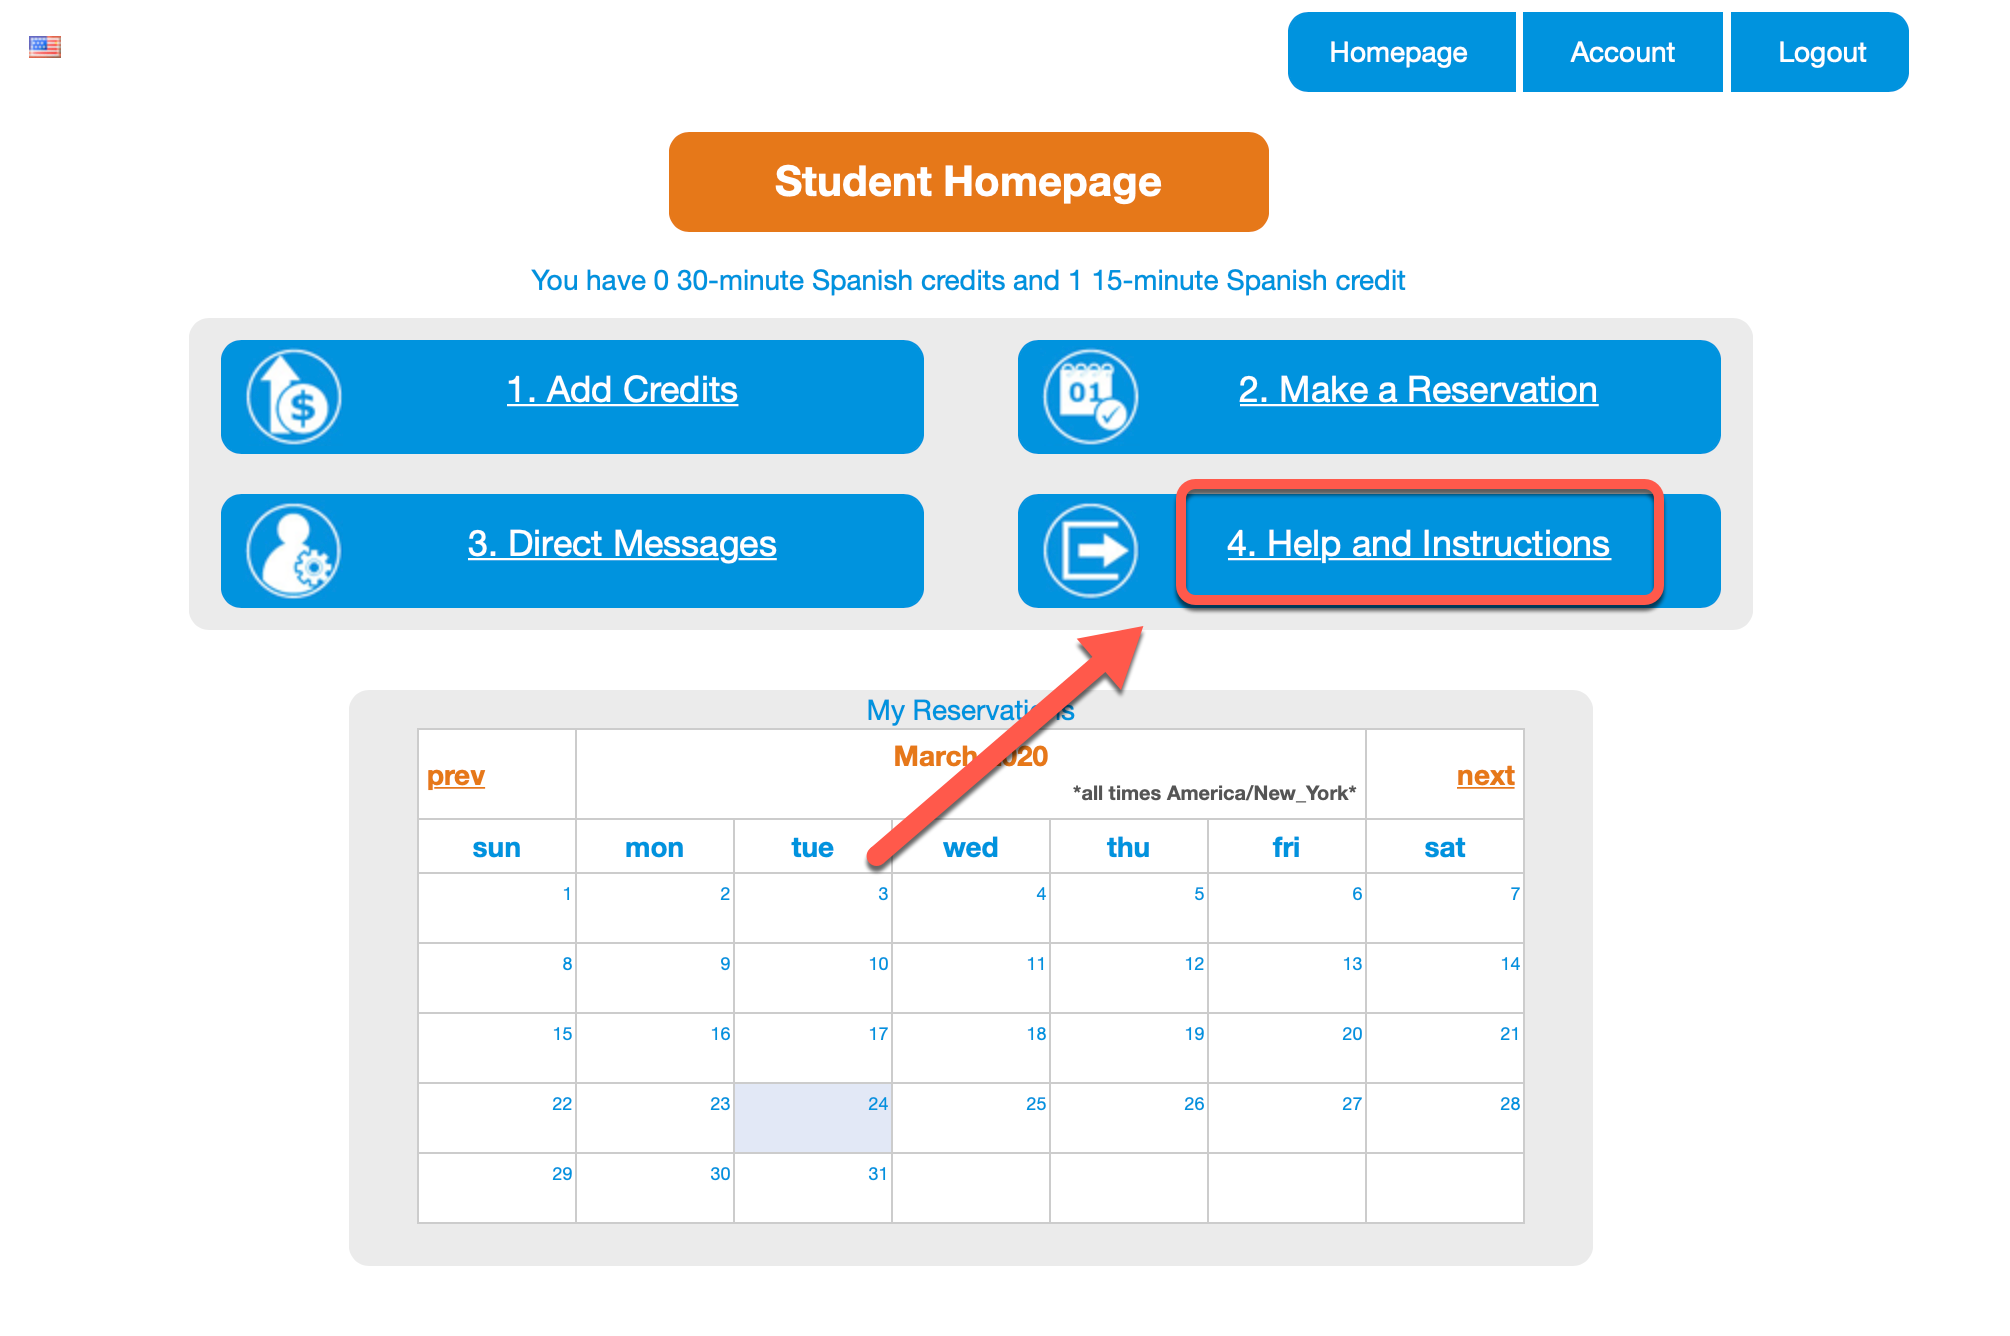 Homepage Account Logout
Student Homepage
You have 0 30-minute Spanish credits and 1 15-minute Spanish credit
$ 1. Add Credits
01 2. Make a Reservation
3. Direct Messages
4. Help and Instructions
My
prev
next
*all times America/New_York*
sun mon tue wed thu fri sat
1 2 3 4 5 6 7
8 9 10 11 12 13 14
15 16 17 18 19 20 21
22 23 24 25 26 27 28
29 30 31